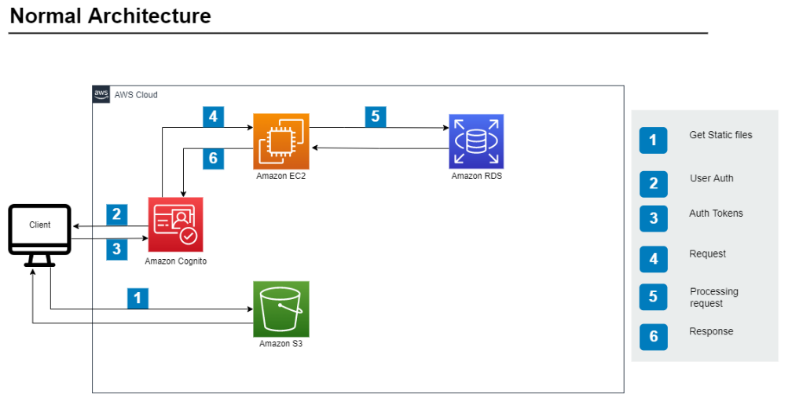 Normal Architecture
aws
AWS Cloud
4
5
6
Amazon EC2
Amazon RDS
Client
2
3
Amazon Cognito
1
Amazon S3
1
Get Static files
2
User Auth
3
Auth Tokens
4
Request
5
Processing
request
6
Response